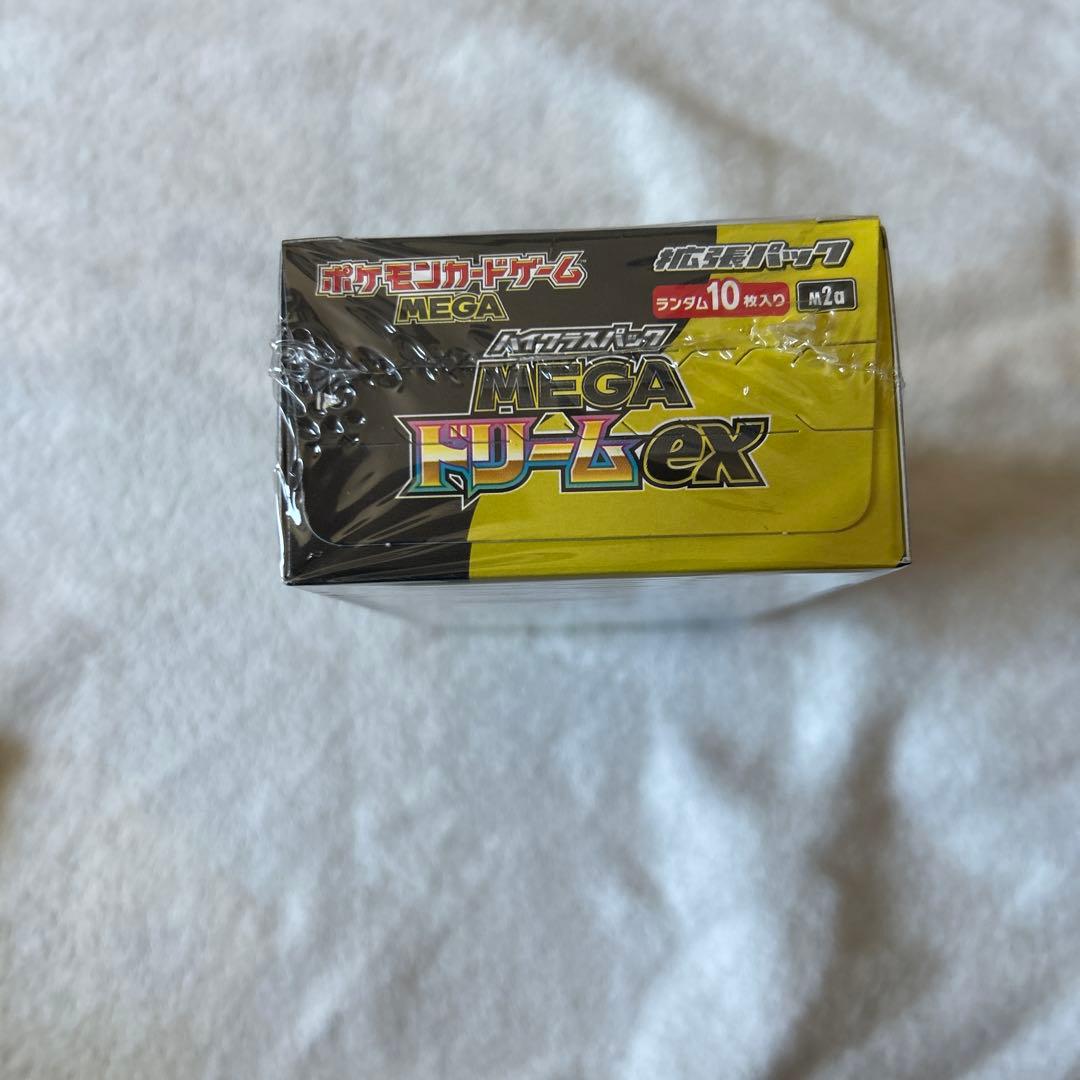 ポケモンカードゲーム
MEGA
拡張パック
ランダム10枚入り
M2a
ハイクラスパック
MEGA
ドリームex